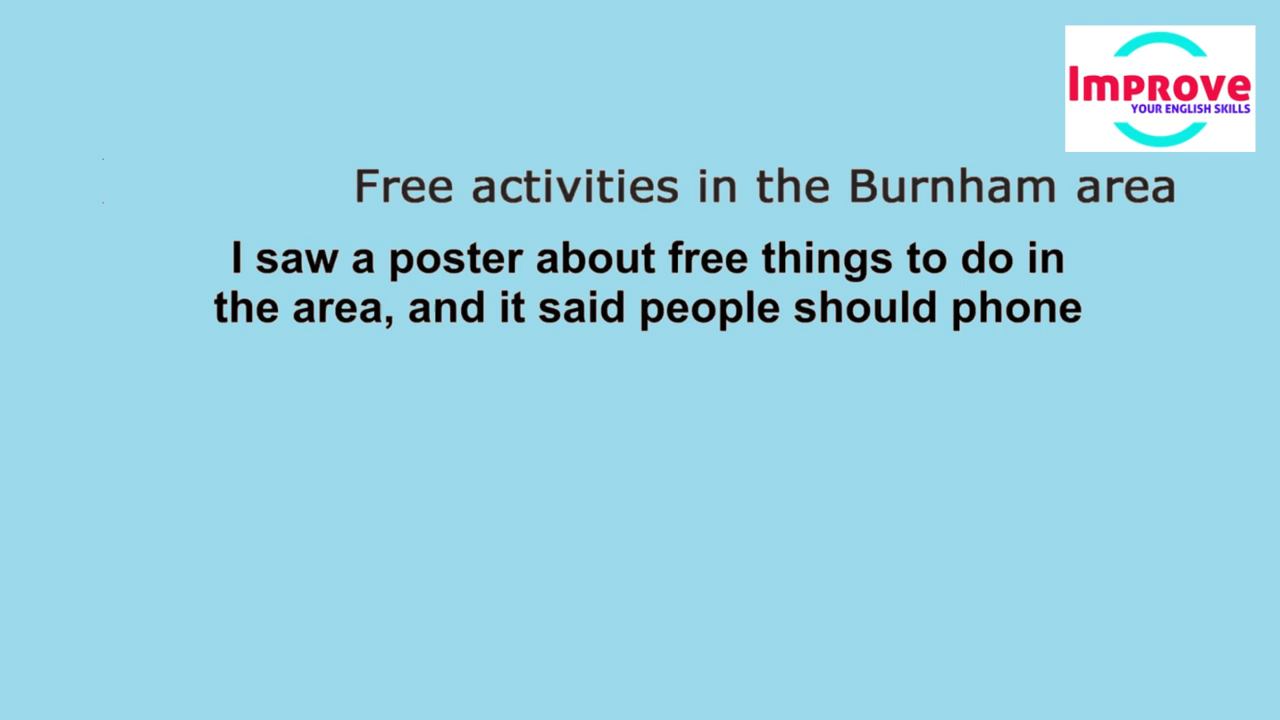 Improve
YOUR ENGLISH SKILLS
Free activities in the Burnham area
I saw a poster about free things to do in
the area, and it said people should phone